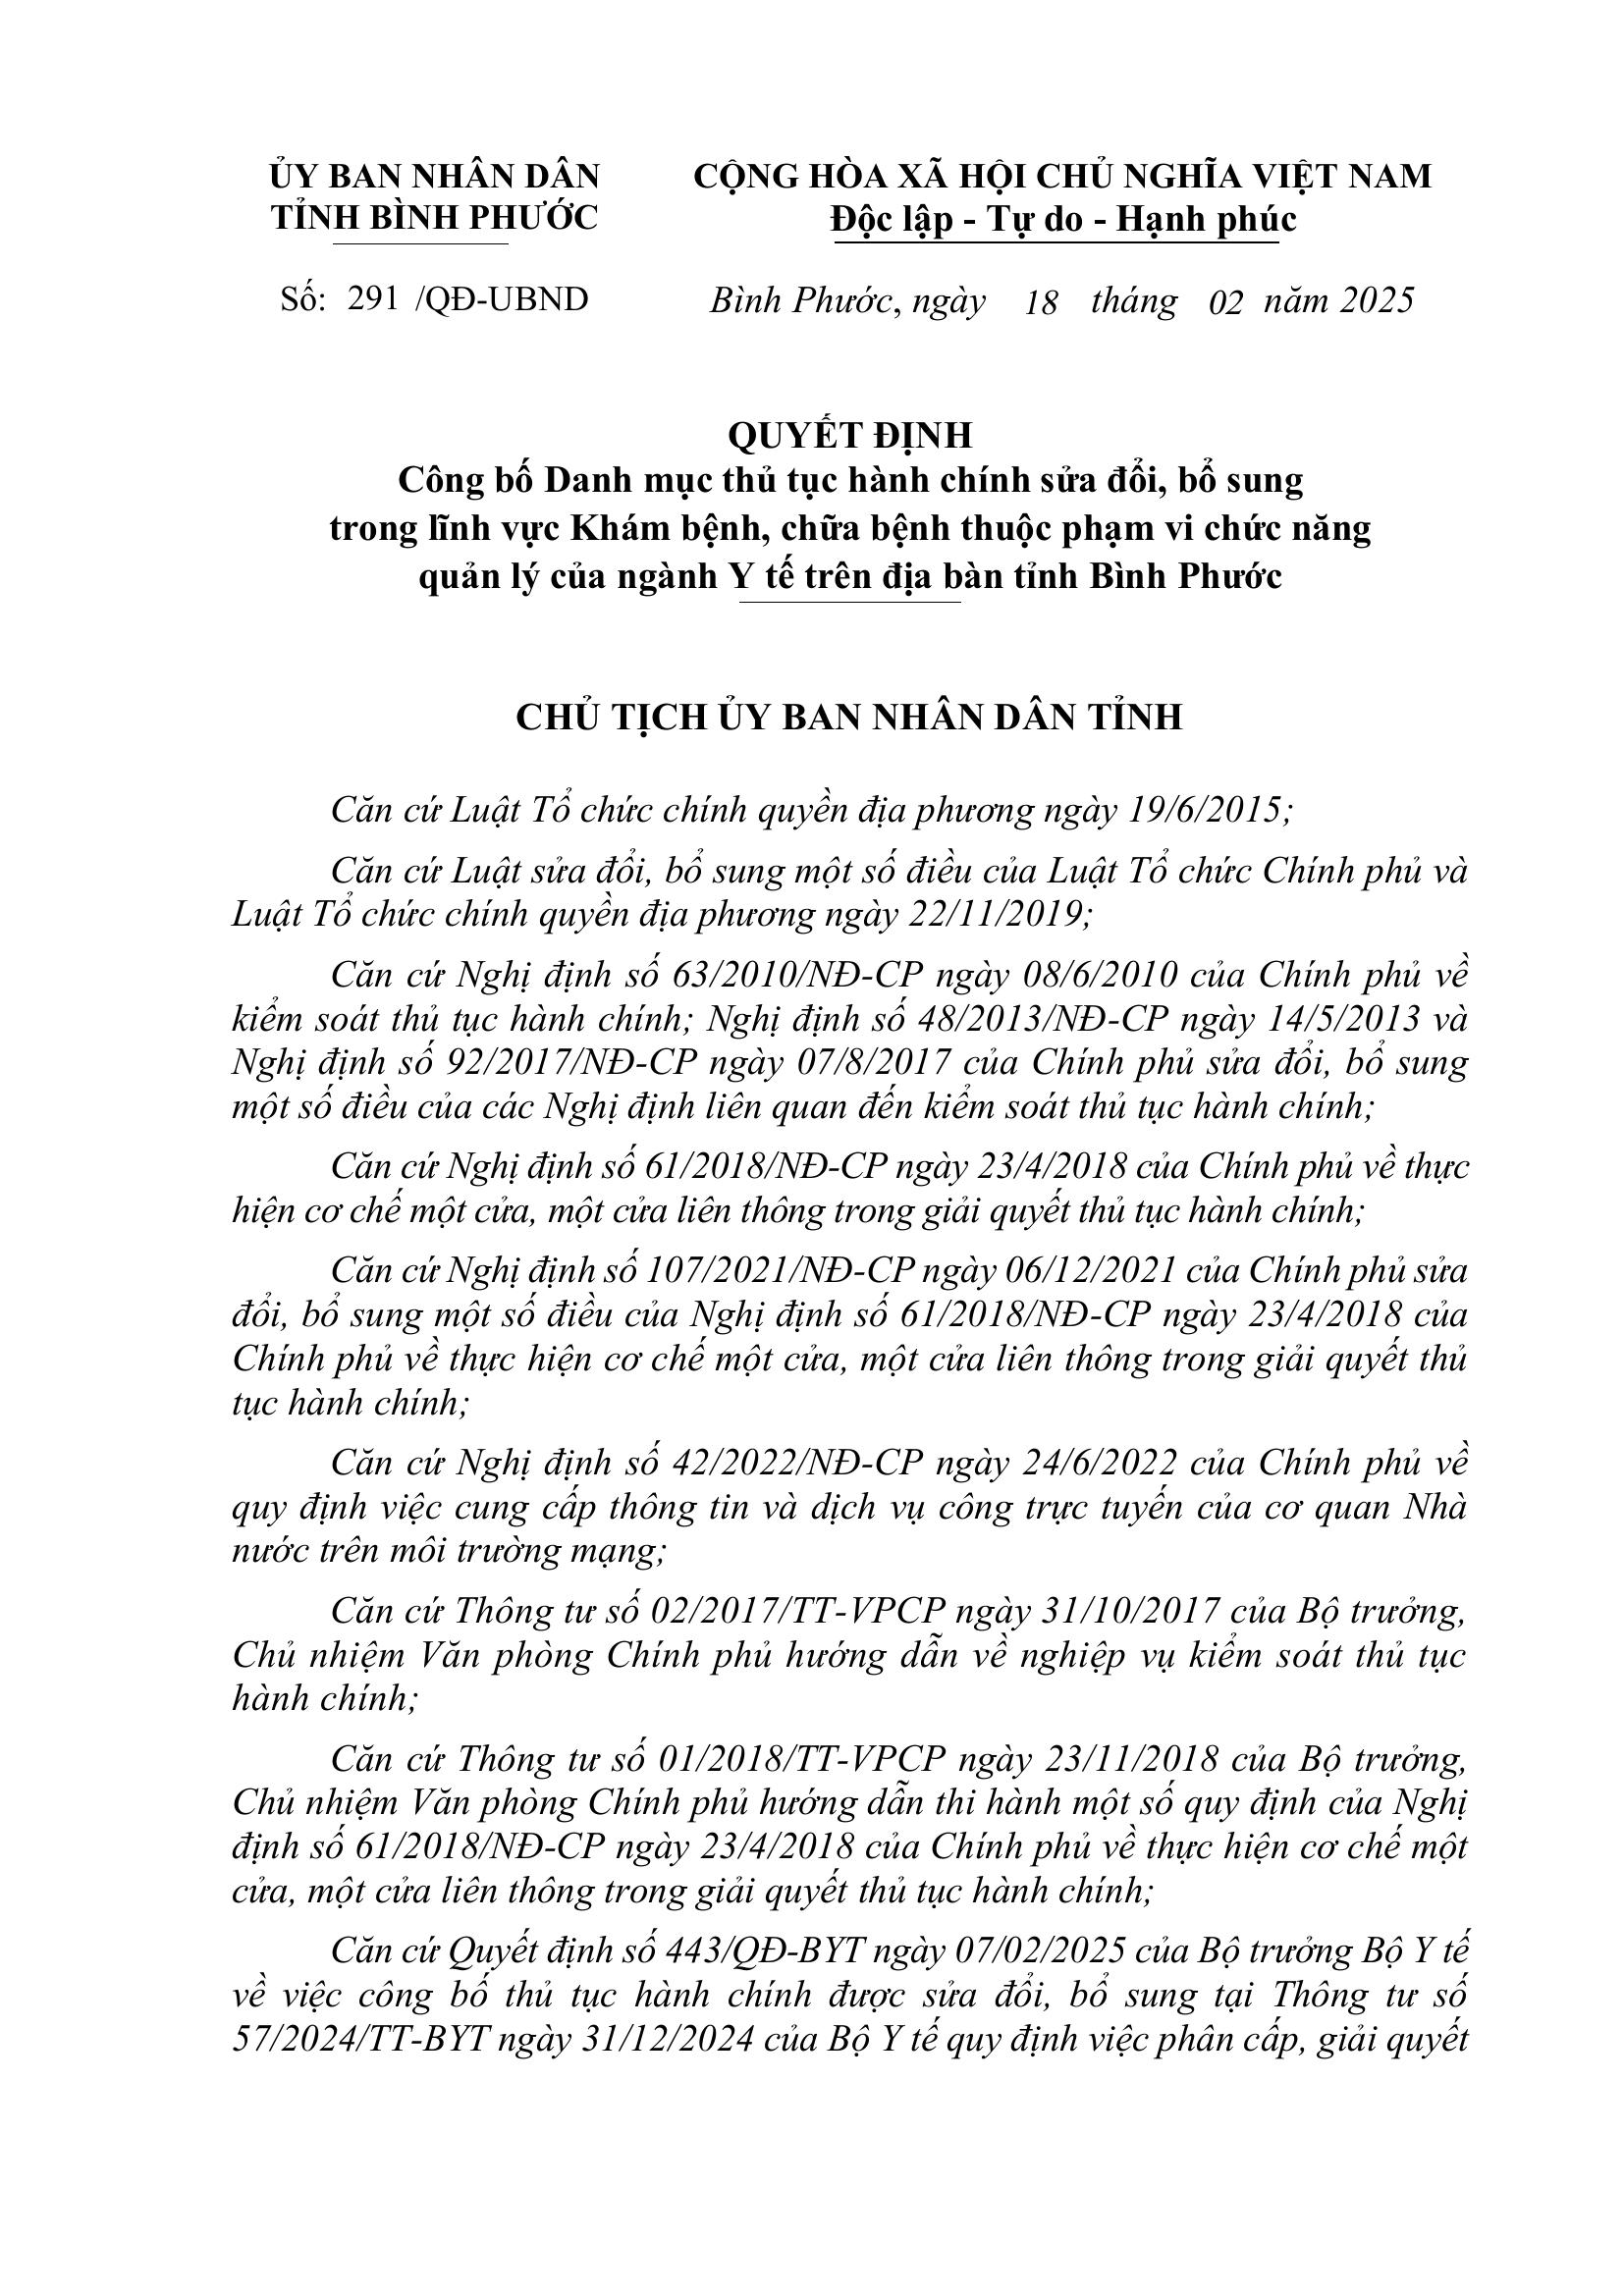 ỦY BAN NHÂN DÂN
TỈNH BÌNH PHƯỚC
Số: 291 /QĐ-UBND
CỘNG HÒA XÃ HỘI CHỦ NGHĨA VIỆT NAM
Độc lập - Tự do - Hạnh phúc
Bình Phước, ngày 18 tháng 02 năm 2025
QUYẾT ĐỊNH
Công bố Danh mục thủ tục hành chính sửa đổi, bổ sung
trong lĩnh vực Khám bệnh, chữa bệnh thuộc phạm vi chức năng
quản lý của ngành Y tế trên địa bàn tỉnh Bình Phước
CHỦ TỊCH ỦY BAN NHÂN DÂN TỈNH
Căn cứ Luật Tổ chức chính quyền địa phương ngày 19/6/2015;
Căn cứ Luật sửa đổi, bổ sung một số điều của Luật Tổ chức Chính phủ và
Luật Tổ chức chính quyền địa phương ngày 22/11/2019;
Căn cứ Nghị định số 63/2010/NĐ-CP ngày 08/6/2010 của Chính phủ về
kiểm soát thủ tục hành chính; Nghị định số 48/2013/NĐ-CP ngày 14/5/2013 và
Nghị định số 92/2017/NĐ-CP ngày 07/8/2017 của Chính phủ sửa đổi, bổ sung
một số điều của các Nghị định liên quan đến kiểm soát thủ tục hành chính;
Căn cứ Nghị định số 61/2018/NĐ-CP ngày 23/4/2018 của Chính phủ về thực
hiện cơ chế một cửa, một cửa liên thông trong giải quyết thủ tục hành chính;
Căn cứ Nghị định số 107/2021/NĐ-CP ngày 06/12/2021 của Chính phủ sửa
đổi, bổ sung một số điều của Nghị định số 61/2018/NĐ-CP ngày 23/4/2018 của
Chính phủ về thực hiện cơ chế một cửa, một cửa liên thông trong giải quyết thủ
tục hành chính;
Căn cứ Nghị định số 42/2022/NĐ-CP ngày 24/6/2022 của Chính phủ về
quy định việc cung cấp thông tin và dịch vụ công trực tuyến của cơ quan Nhà
nước trên môi trường mạng;
Căn cứ Thông tư số 02/2017/TT-VPCP ngày 31/10/2017 của Bộ trưởng,
Chủ nhiệm Văn phòng Chính phủ hướng dẫn về nghiệp vụ kiểm soát thủ tục
hành chính;
Căn cứ Thông tư số 01/2018/TT-VPCP ngày 23/11/2018 của Bộ trưởng,
Chủ nhiệm Văn phòng Chính phủ hướng dẫn thi hành một số quy định của Nghị
định số 61/2018/NĐ-CP ngày 23/4/2018 của Chính phủ về thực hiện cơ chế một
cửa, một cửa liên thông trong giải quyết thủ tục hành chính;
Căn cứ Quyết định số 443/QĐ-BYT ngày 07/02/2025 của Bộ trưởng Bộ Y tế
về việc công bố thủ tục hành chính được sửa đổi, bổ sung tại Thông tư số
57/2024/TT-BYT ngày 31/12/2024 của Bộ Y tế quy định việc phân cấp, giải quyết